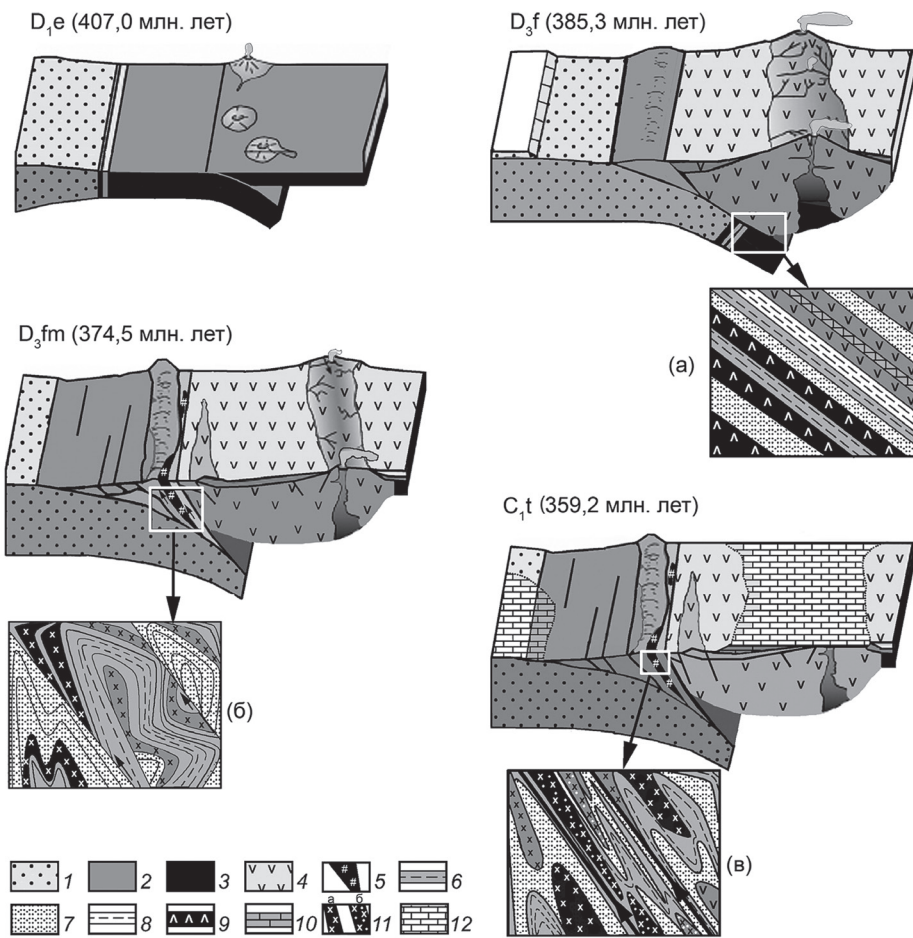 D₁e (407,0 млн. лет)
D₃f (385,3 млн. лет)
(а)
D₃fm (374,5 млн. лет)
(б)
C₁t (359,2 млн. лет)
(в)
1 2 3 4 5 6
а б
7 8 9 10 11 12